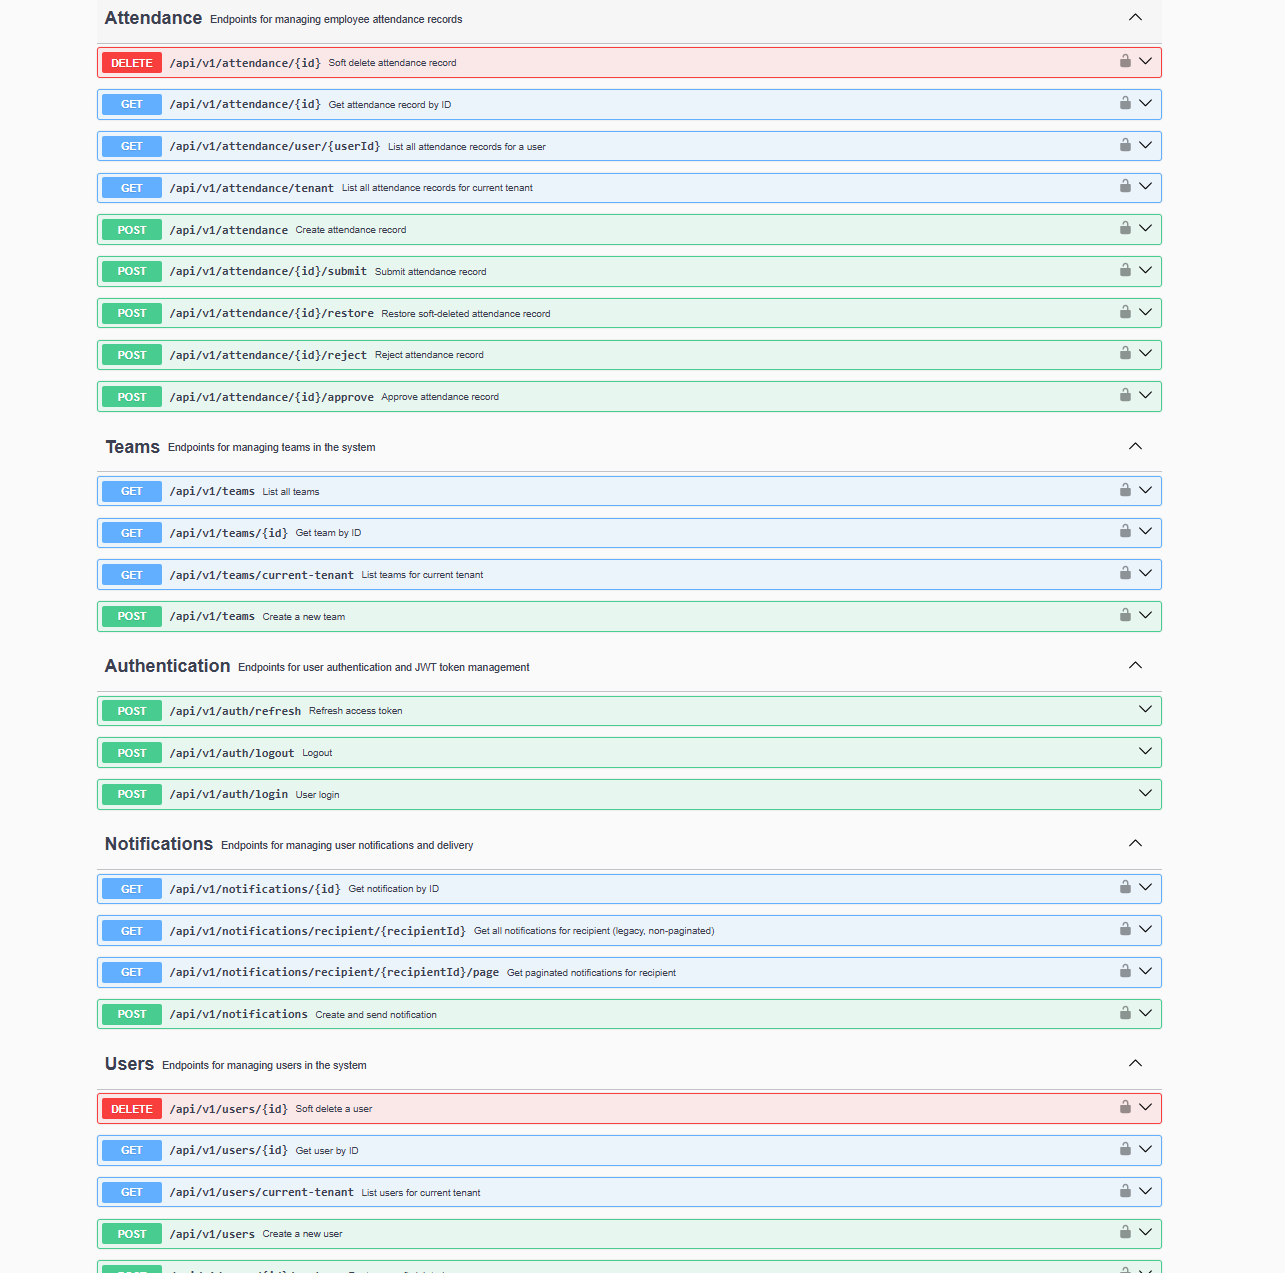 Attendance Endpoints for managing employee attendance records
DELETE /api/v1/attendance/{id} Soft delete attendance record
GET /api/v1/attendance/{id} Get attendance record by ID
GET /api/v1/attendance/user/{userId} List all attendance records for a user
GET /api/v1/attendance/tenant List all attendance records for current tenant
POST /api/v1/attendance Create attendance record
POST /api/v1/attendance/{id}/submit Submit attendance record
POST /api/v1/attendance/{id}/restore Restore soft-deleted attendance record
POST /api/v1/attendance/{id}/reject Reject attendance record
POST /api/v1/attendance/{id}/approve Approve attendance record
Teams Endpoints for managing teams in the system
GET /api/v1/teams List all teams
GET /api/v1/teams/{id} Get team by ID
GET /api/v1/teams/current-tenant List teams for current tenant
POST /api/v1/teams Create a new team
Authentication Endpoints for user authentication and JWT token management
POST /api/v1/auth/refresh Refresh access token
POST /api/v1/auth/logout Logout
POST /api/v1/auth/login User login
Notifications Endpoints for managing user notifications and delivery
GET /api/v1/notifications/{id} Get notification by ID
GET /api/v1/notifications/recipient/{recipientId} Get all notifications for recipient (legacy, non-paginated)
GET /api/v1/notifications/recipient/{recipientId}/page Get paginated notifications for recipient
POST /api/v1/notifications Create and send notification
Users Endpoints for managing users in the system
DELETE /api/v1/users/{id} Soft delete a user
GET /api/v1/users/{id} Get user by ID
GET /api/v1/users/current-tenant List users for current tenant
POST /api/v1/users Create a new user